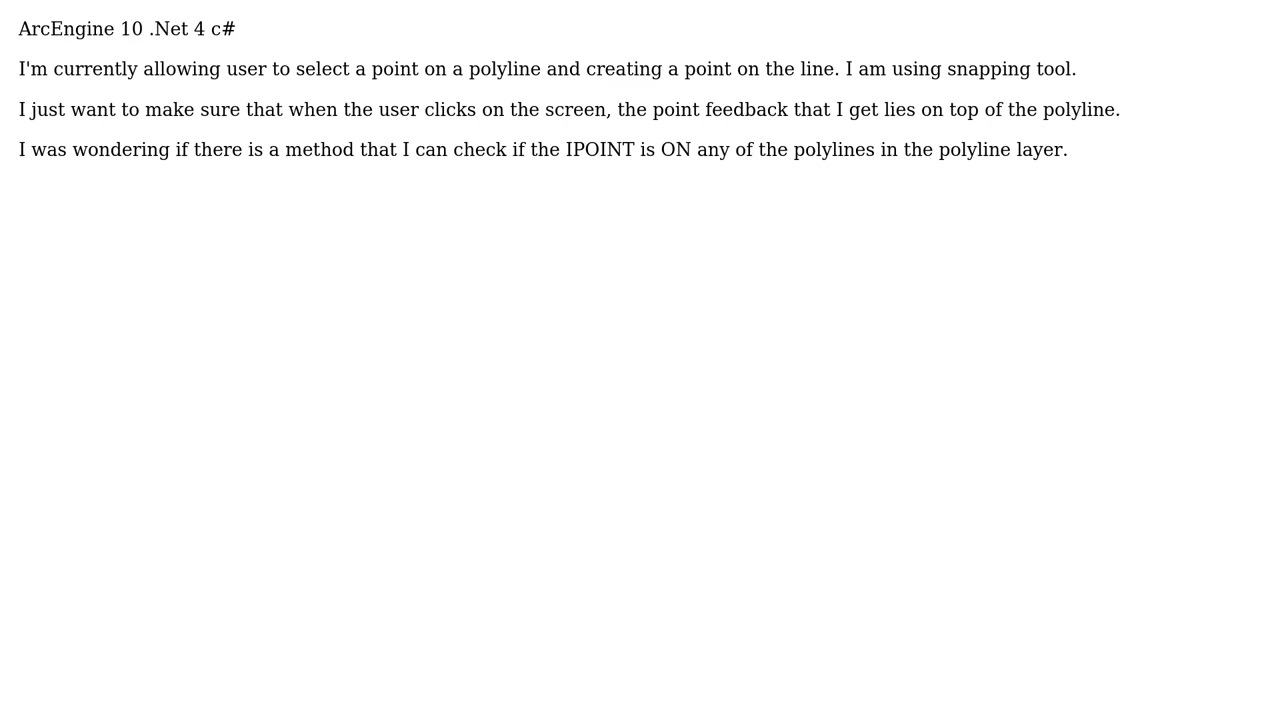 ArcEngine 10 .Net 4 c#
I'm currently allowing user to select a point on a polyline and creating a point on the line. I am using snapping tool.
I just want to make sure that when the user clicks on the screen, the point feedback that I get lies on top of the polyline.
I was wondering if there is a method that I can check if the IPOINT is ON any of the polylines in the polyline layer.